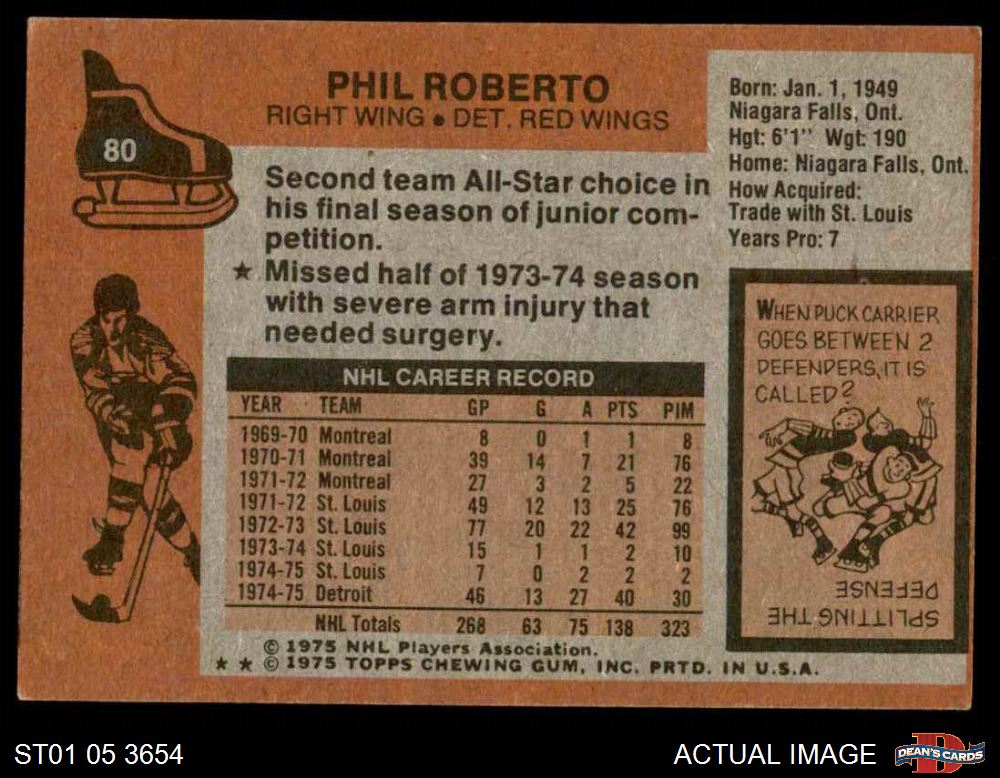 80
PHIL ROBERTO
RIGHT WING • DET. RED WINGS
Second team All-Star choice in
his final season of junior com-
petition.
★ Missed half of 1973-74 season
with severe arm injury that
needed surgery.
Born: Jan. 1, 1949
Niagara Falls, Ont.
Hgt: 6'1" Wgt: 190
Home: Niagara Falls, Ont.
How Acquired:
Trade with St. Louis
Years Pro: 7
NHL CAREER RECORD
YEAR TEAM GP G A PTS PIM
1969-70 Montreal 8 0 1 1 8
1970-71 Montreal 39 14 7 21 76
1971-72 Montreal 27 3 2 5 22
1971-72 St. Louis 49 12 13 25 76
1972-73 St. Louis 77 20 22 42 99
1973-74 St. Louis 15 1 1 2 10
1974-75 St. Louis 7 0 2 2 2
1974-75 Detroit 46 13 27 40 30
NHL Totals 268 63 75 138 323
© 1975 NHL Players Association.
★ ★ © 1975 TOPPS CHEWING GUM, INC. PRTD. IN U.S.A.
WHEN PUCK CARRIER
GOES BETWEEN 2
DEFENDERS, IT IS
CALLED?
SPLITTING THE
DEFENSE
ST01 05 3654
ACTUAL IMAGE
DEAN'S CARDS